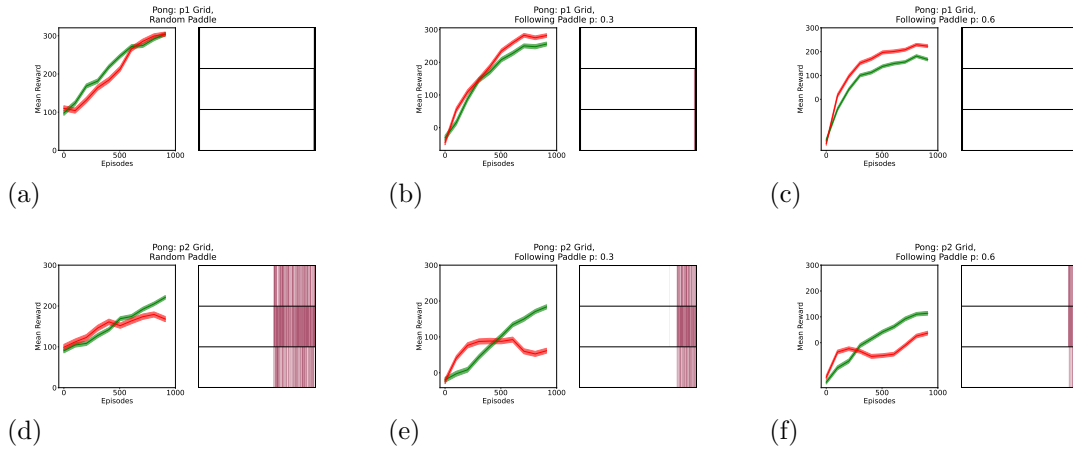 Pong: p1 Grid,
Random Paddle
300
200
100
0
Mean Reward
0
500
1000
Episodes
(a)
Pong: p1 Grid,
Following Paddle p: 0.3
300
200
100
0
Mean Reward
0
500
1000
Episodes
(b)
Pong: p1 Grid,
Following Paddle p: 0.6
300
200
100
0
Mean Reward
0
500
1000
Episodes
(c)
Pong: p2 Grid,
Random Paddle
300
200
100
0
Mean Reward
0
500
1000
Episodes
(d)
Pong: p2 Grid,
Following Paddle p: 0.3
300
200
100
0
Mean Reward
0
500
1000
Episodes
(e)
Pong: p2 Grid,
Following Paddle p: 0.6
300
200
100
0
Mean Reward
0
500
1000
Episodes
(f)